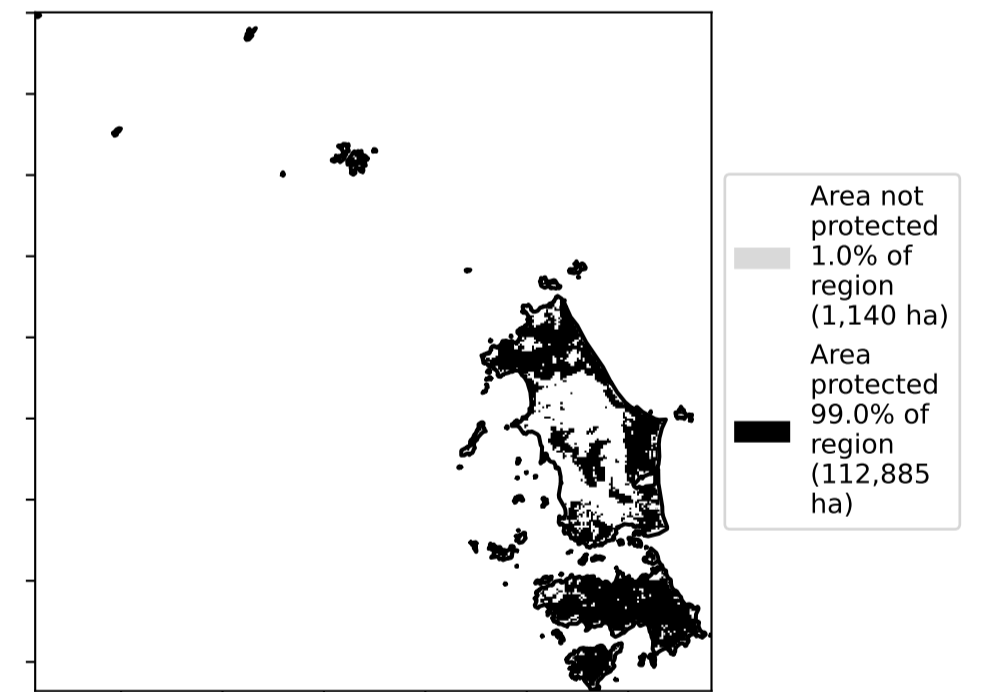 Area not
protected
1.0% of
region
(1,140 ha)
Area
protected
99.0% of
region
(112,885
ha)